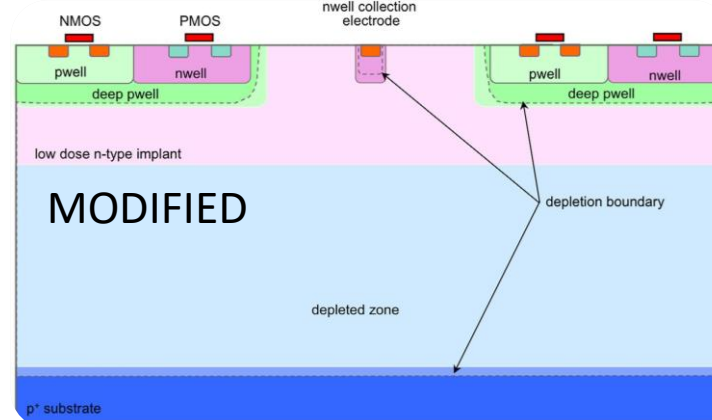 nwell collection
electrode
NMOS
PMOS
pwell
nwell
deep pwell
pwell
nwell
deep pwell
low dose n-type implant
MODIFIED
depletion boundary
depleted zone
p⁺ substrate